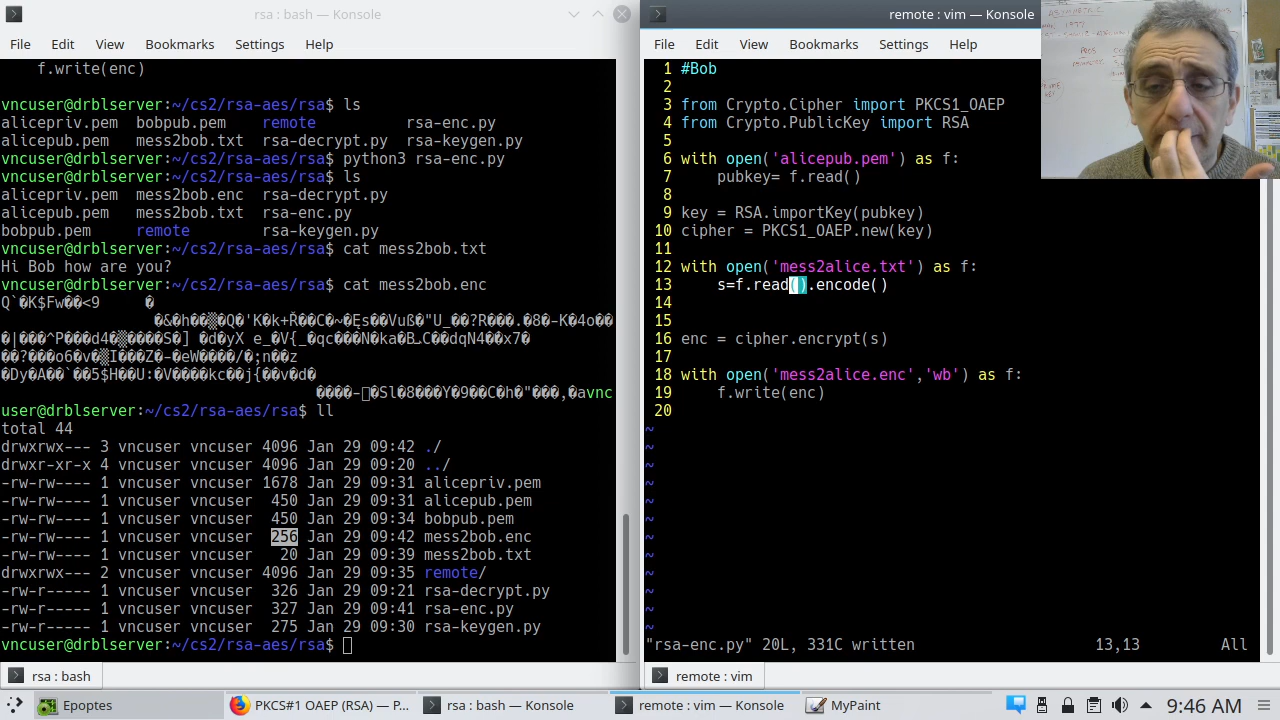 rsa : bash — Konsole
File Edit View Bookmarks Settings Help
f.write(enc)
vncuser@drblserver:~/cs2/rsa-aes/rsa$ ls
alicepriv.pem bobpub.pem remote rsa-enc.py
alicepub.pem mess2bob.txt rsa-decrypt.py rsa-keygen.py
vncuser@drblserver:~/cs2/rsa-aes/rsa$ python3 rsa-enc.py
vncuser@drblserver:~/cs2/rsa-aes/rsa$ ls
alicepriv.pem mess2bob.enc rsa-decrypt.py
alicepub.pem mess2bob.txt rsa-enc.py
bobpub.pem remote rsa-keygen.py
vncuser@drblserver:~/cs2/rsa-aes/rsa$ cat mess2bob.txt
Hi Bob how are you?
vncuser@drblserver:~/cs2/rsa-aes/rsa$ cat mess2bob.enc
vncuser@drblserver:~/cs2/rsa-aes/rsa$ ll
total 44
drwxrwx--- 3 vncuser vncuser 4096 Jan 29 09:42 ./
drwxr-xr-x 4 vncuser vncuser 4096 Jan 29 09:20 ../
-rw-rw---- 1 vncuser vncuser 1678 Jan 29 09:31 alicepriv.pem
-rw-rw---- 1 vncuser vncuser 450 Jan 29 09:31 alicepub.pem
-rw-rw---- 1 vncuser vncuser 450 Jan 29 09:34 bobpub.pem
-rw-rw---- 1 vncuser vncuser 256 Jan 29 09:42 mess2bob.enc
-rw-rw---- 1 vncuser vncuser 20 Jan 29 09:39 mess2bob.txt
drwxrwx--- 2 vncuser vncuser 4096 Jan 29 09:35 remote/
-rw-r----- 1 vncuser vncuser 326 Jan 29 09:21 rsa-decrypt.py
-rw-r----- 1 vncuser vncuser 327 Jan 29 09:41 rsa-enc.py
-rw-r----- 1 vncuser vncuser 275 Jan 29 09:30 rsa-keygen.py
vncuser@drblserver:~/cs2/rsa-aes/rsa$
rsa : bash
remote : vim — Konsole
File Edit View Bookmarks Settings Help
1 #Bob
2
3 from Crypto.Cipher import PKCS1_OAEP
4 from Crypto.PublicKey import RSA
5
6 with open('alicepub.pem') as f:
7 pubkey= f.read()
8
9 key = RSA.importKey(pubkey)
10 cipher = PKCS1_OAEP.new(key)
11
12 with open('mess2alice.txt') as f:
13 s=f.read().encode()
14
15
16 enc = cipher.encrypt(s)
17
18 with open('mess2alice.enc','wb') as f:
19 f.write(enc)
20
~
~
~
~
~
~
~
~
~
~
~
~
"rsa-enc.py" 20L, 331C written 13,13 All
remote : vim
Epoptes PKCS#1 OAEP (RSA) — P... rsa : bash — Konsole remote : vim — Konsole MyPaint 9:46 AM